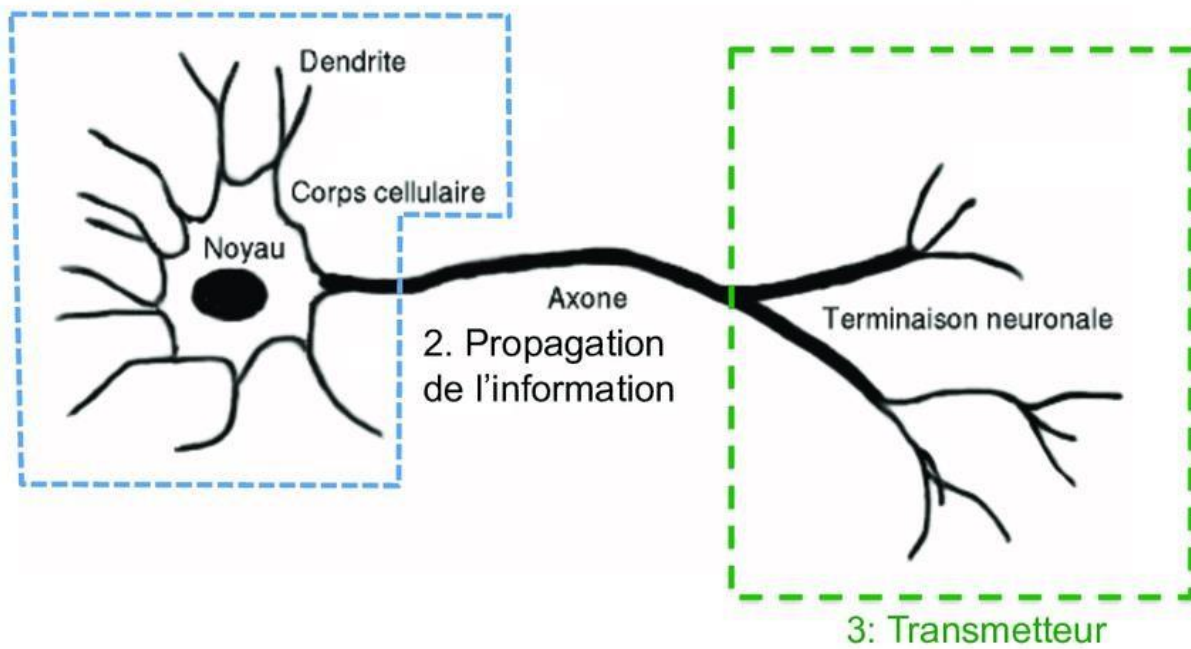 Dendrite
Corps cellulaire
Noyau
Axone
2. Propagation
de l'information
Terminaison neuronale
3: Transmetteur